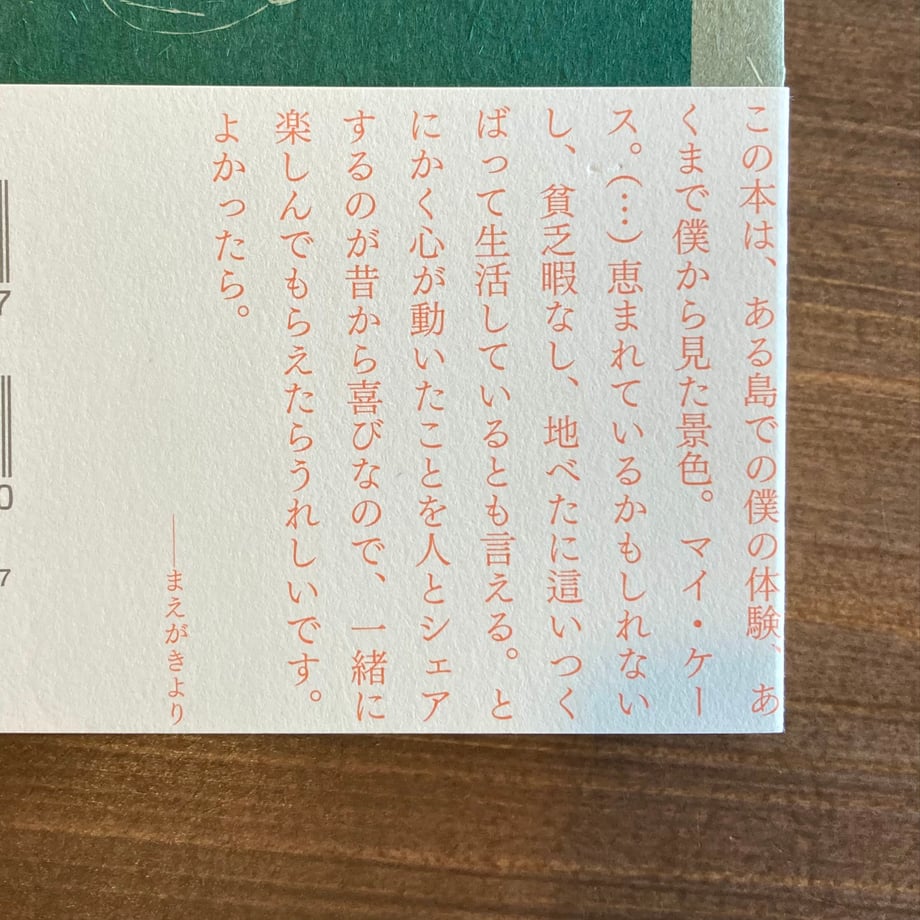 この本は、ある島での僕の体験、あ
くまで僕から見た景色。マイ・ケー
ス。(…)恵まれているかもしれない
し、貧乏暇なし、地べたに這いつく
ばって生活しているとも言える。と
にかく心が動いたことを人とシェア
するのが昔から喜びなので、一緒に
楽しんでもらえたらうれしいです。
よかったら。
——まえがきより
7
0
7